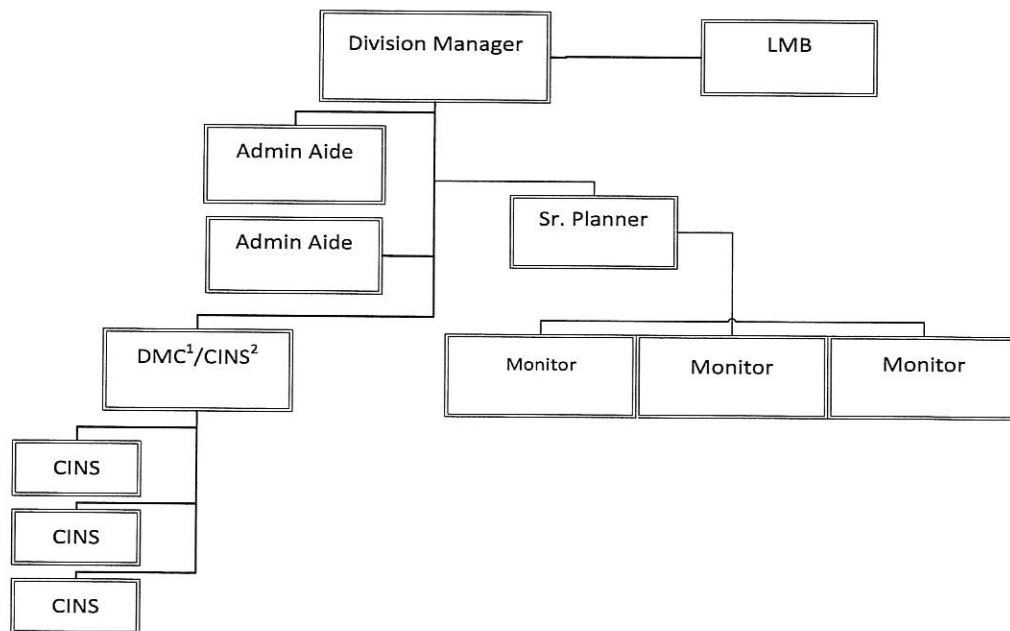 Division Manager
LMB
Admin Aide
Sr. Planner
Admin Aide
DMC¹/CINS²
Monitor
Monitor
Monitor
CINS
CINS
CINS